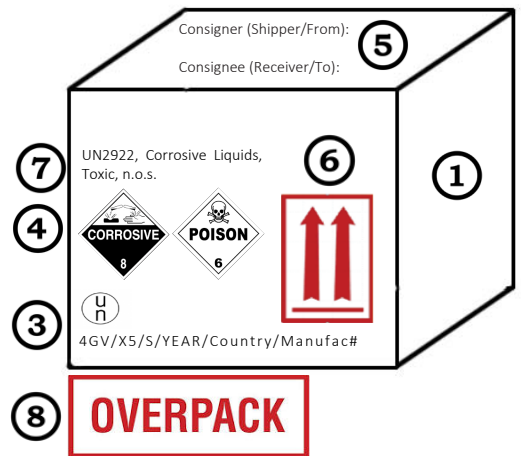 Consigner (Shipper/From):
5
Consignee (Receiver/To):
7
UN2922, Corrosive Liquids,
Toxic, n.o.s.
6
1
4
CORROSIVE
8
POISON
6
3
u
n
4GV/X5/S/YEAR/Country/Manufac#
8
OVERPACK